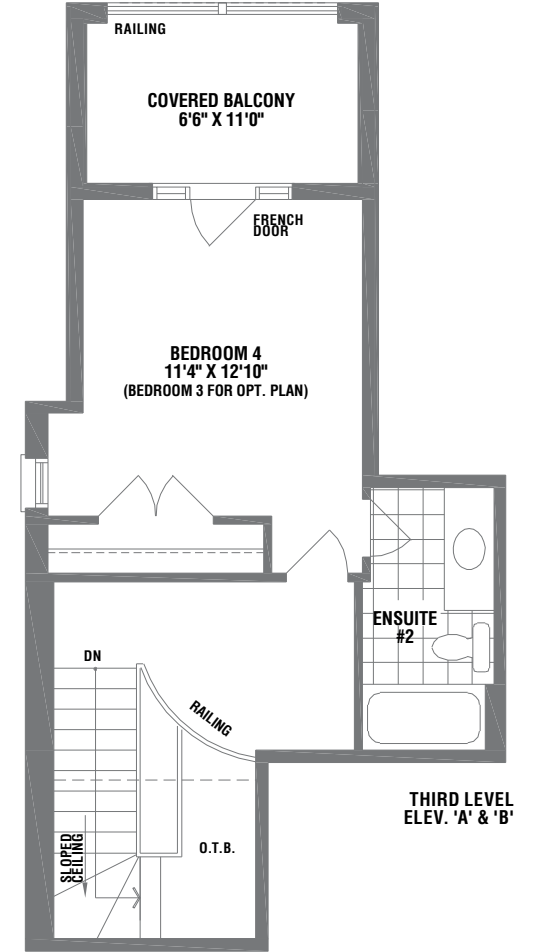 RAILING
COVERED BALCONY
6'6" X 11'0"
FRENCH
DOOR
BEDROOM 4
11'4" X 12'10"
(BEDROOM 3 FOR OPT. PLAN)
ENSUITE
#2
DN
RAILING
THIRD LEVEL
ELEV. 'A' & 'B'
SLOPED
CEILING
O.T.B.